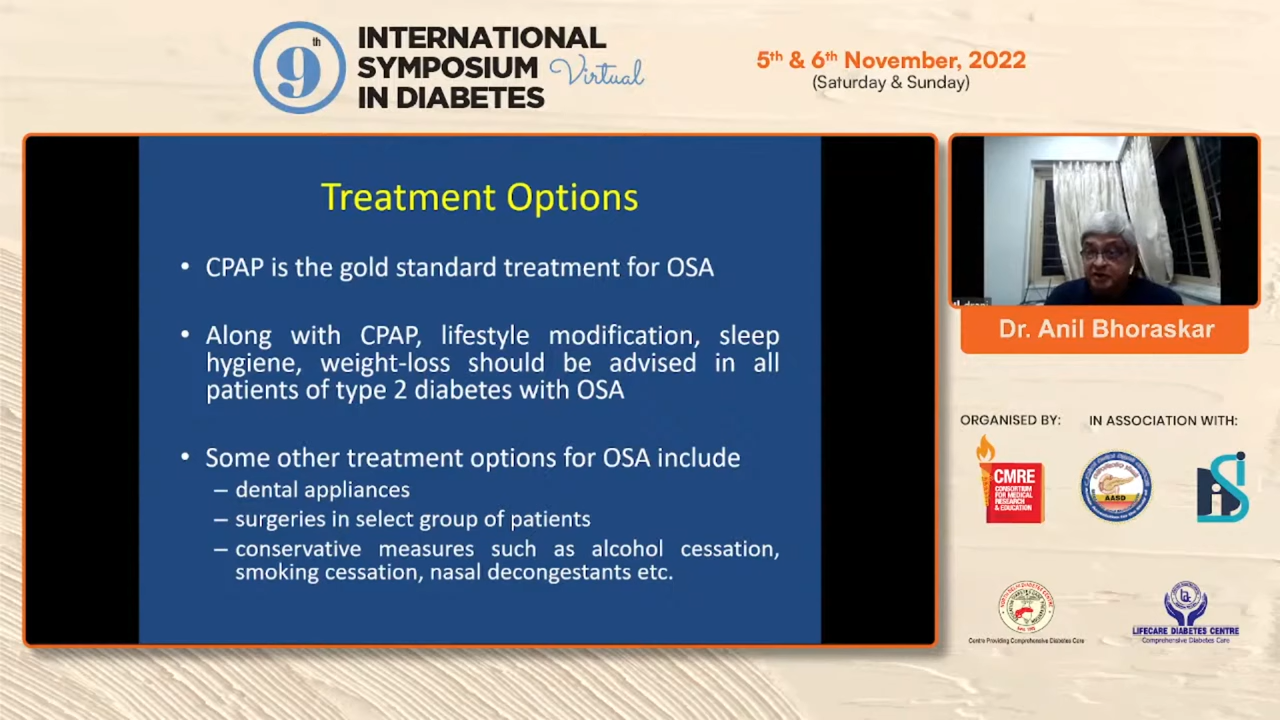 9th
INTERNATIONAL
SYMPOSIUM Virtual
IN DIABETES
5th & 6th November, 2022
(Saturday & Sunday)
Treatment Options
• CPAP is the gold standard treatment for OSA
• Along with CPAP, lifestyle modification, sleep
hygiene, weight-loss should be advised in all
patients of type 2 diabetes with OSA
• Some other treatment options for OSA include
– dental appliances
– surgeries in select group of patients
– conservative measures such as alcohol cessation,
smoking cessation, nasal decongestants etc.
Dr. Anil Bhoraskar
ORGANISED BY:
IN ASSOCIATION WITH:
CMRE
CONSORTIUM
FOR MEDICAL
RESEARCH
& EDUCATION
AASD
Centre Providing Comprehensive Diabetes Care
LIFECARE DIABETES CENTRE
Comprehensive Diabetes Care